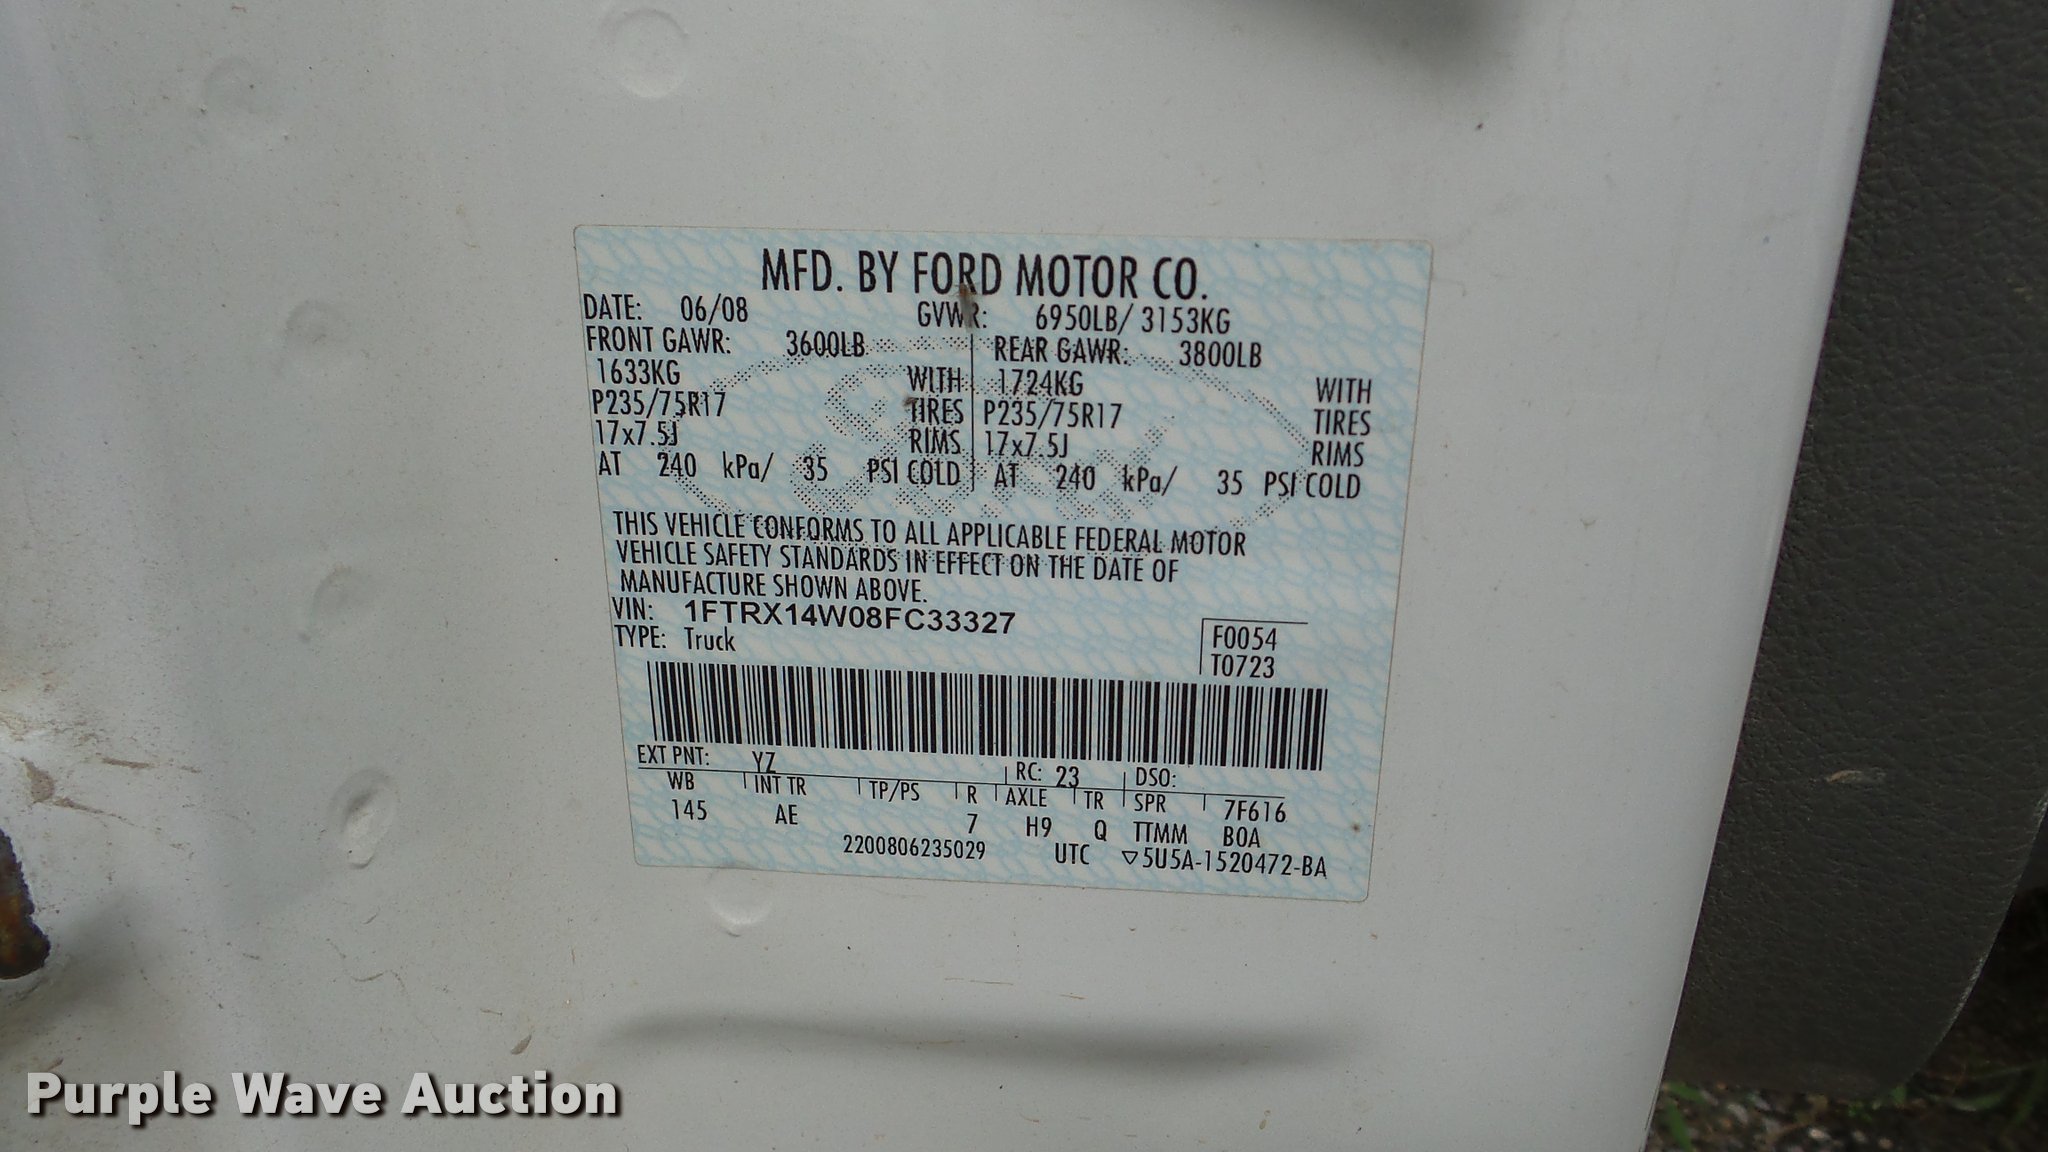 MFD. BY FORD MOTOR CO.
DATE: 06/08 GVWR: 6950LB/ 3153KG
FRONT GAWR: 3600LB REAR GAWR: 3800LB
1633KG WITH 1724KG WITH
P235/75R17 TIRES P235/75R17 TIRES
17x7.5J RIMS 17x7.5J RIMS
AT 240 kPa/ 35 PSI COLD AT 240 kPa/ 35 PSI COLD
THIS VEHICLE CONFORMS TO ALL APPLICABLE FEDERAL MOTOR
VEHICLE SAFETY STANDARDS IN EFFECT ON THE DATE OF
MANUFACTURE SHOWN ABOVE.
VIN: 1FTRX14W08FC33327
TYPE: Truck
F0054
T0723
EXT PNT: YZ RC: 23 DSO:
WB INT TR TP/PS R AXLE TR SPR 7F616
145 AE 7 H9 Q TTMM BOA
2200806235029 UTC ▽5U5A-1520472-BA
Purple Wave Auction